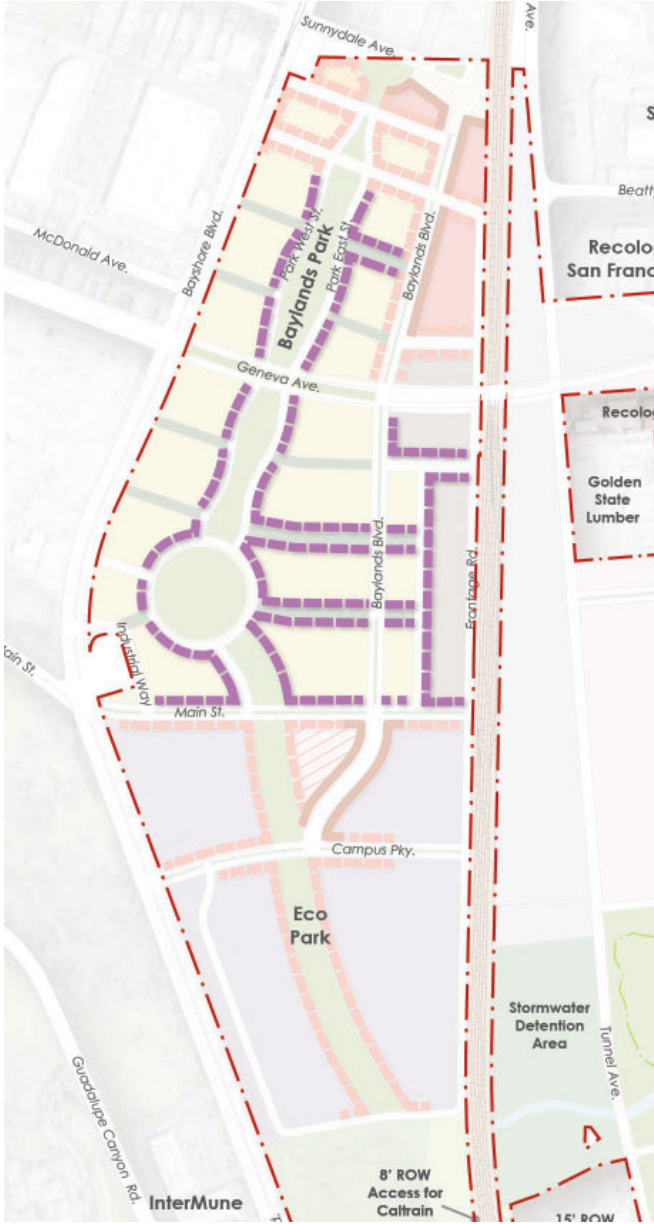 Sunnydale Ave.
Ave.
S
Beatty
McDonald Ave.
Bayshore Blvd.
Park West St.
Baylands Park
Park East St.
Baylands Blvd.
Recolo
San Franc
Geneva Ave.
Recolog
Golden
State
Lumber
Baylands Blvd.
Frontage Rd.
Industrial Way
ain St.
Main St.
Campus Pky.
Eco
Park
Stormwater
Detention
Area
Tunnel Ave.
Guadalupe Canyon Rd.
InterMune
8' ROW
Access for
Caltrain
15' ROW